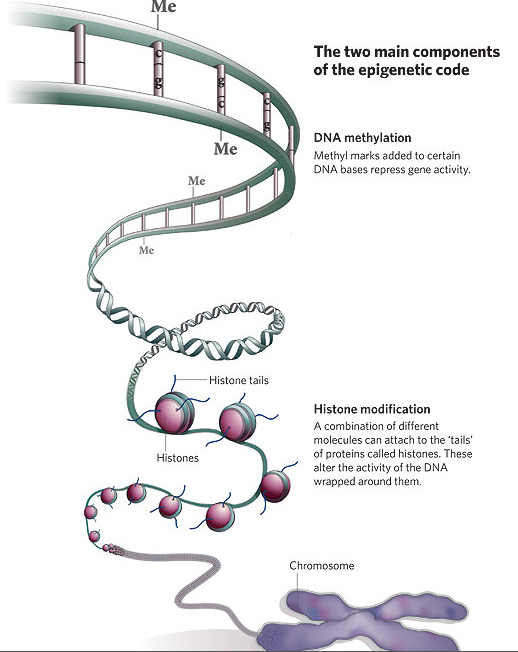 Me
The two main components
of the epigenetic code
C
g
C
g
g
C
C
g
DNA methylation
Methyl marks added to certain
DNA bases repress gene activity.
Me
Me
Me
Histone tails
Histone modification
A combination of different
molecules can attach to the ‘tails’
of proteins called histones. These
alter the activity of the DNA
wrapped around them.
Histones
Chromosome